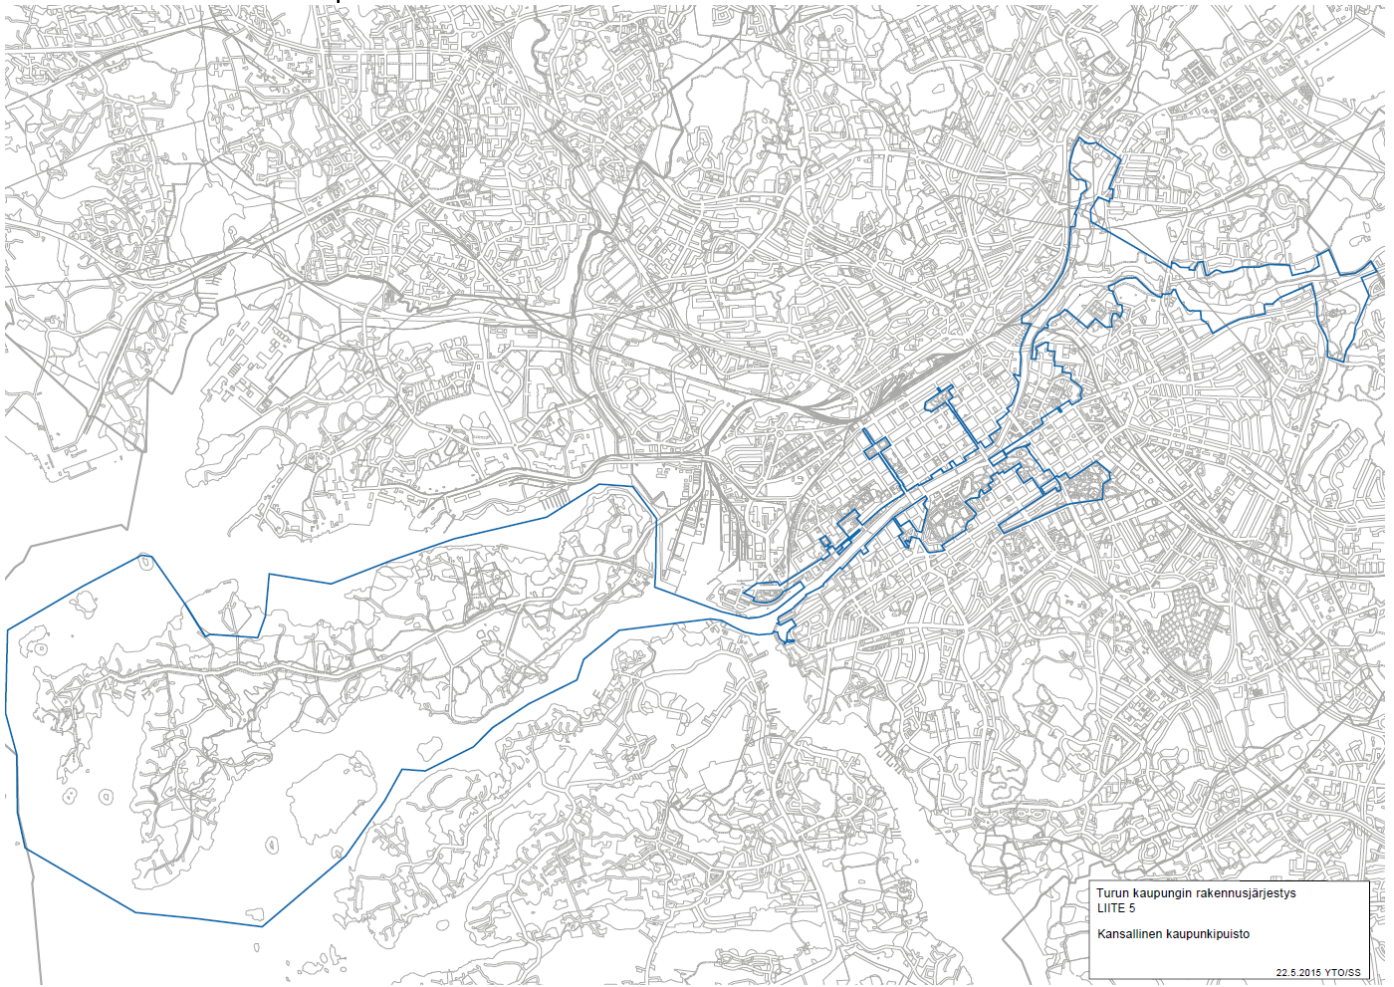 Turun kaupungin rakennusjärjestys
LIITE 5
Kansallinen kaupunkipuisto
22.5.2015 YTO/SS